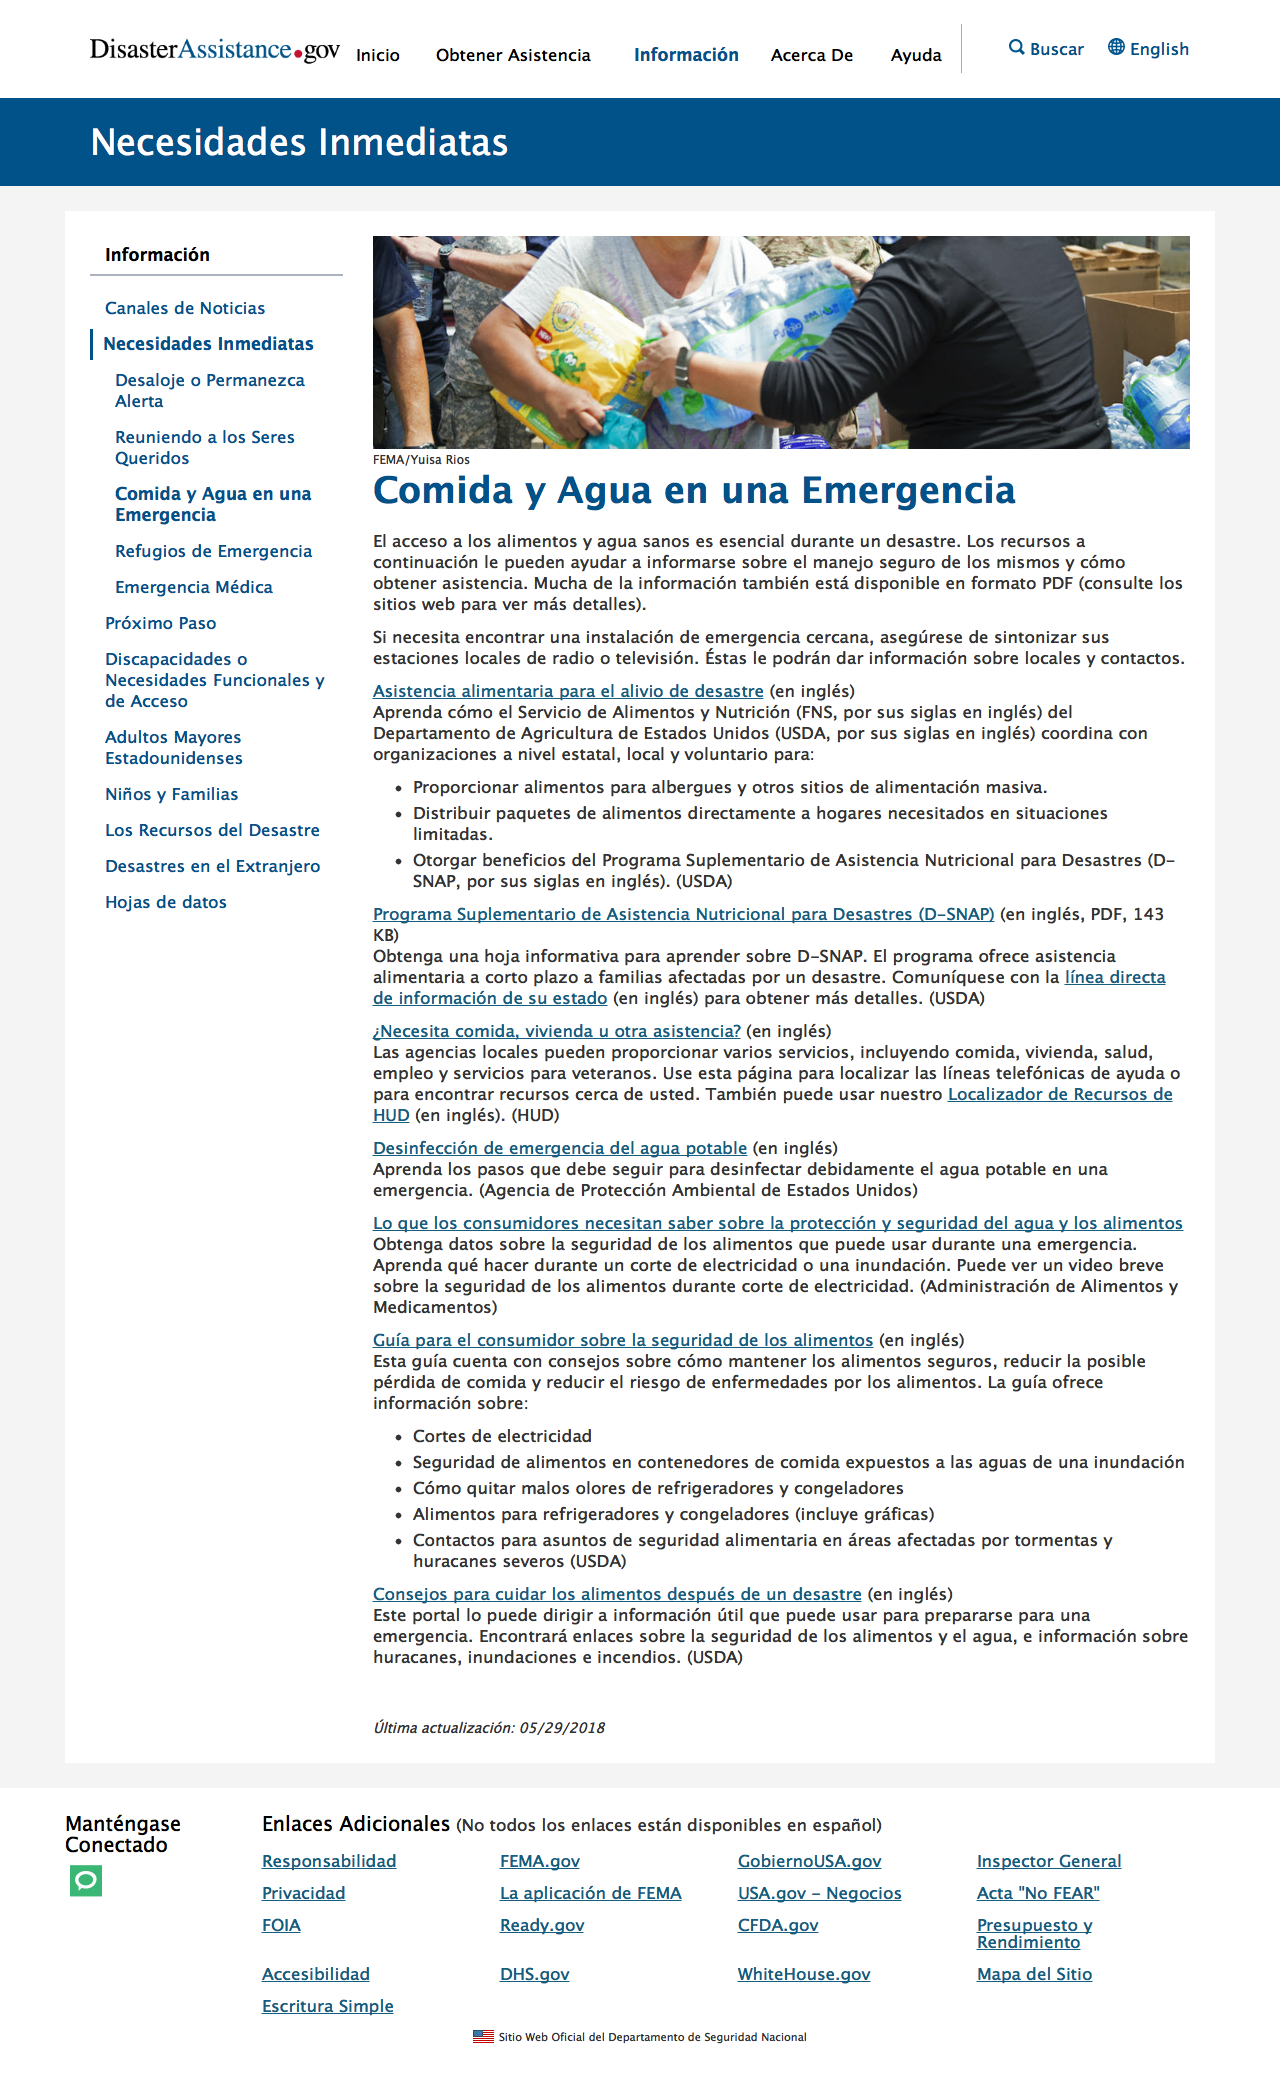 DisasterAssistance.gov
Inicio
Obtener Asistencia
Información
Acerca De
Ayuda
Buscar
English
Necesidades Inmediatas
Información
Canales de Noticias
Necesidades Inmediatas
Desaloje o Permanezca
Alerta
Reuniendo a los Seres
Queridos
Comida y Agua en una
Emergencia
Refugios de Emergencia
Emergencia Médica
Próximo Paso
Discapacidades o
Necesidades Funcionales y
de Acceso
Adultos Mayores
Estadounidenses
Niños y Familias
Los Recursos del Desastre
Desastres en el Extranjero
Hojas de datos
FEMA/Yuisa Rios
Comida y Agua en una Emergencia
El acceso a los alimentos y agua sanos es esencial durante un desastre. Los recursos a
continuación le pueden ayudar a informarse sobre el manejo seguro de los mismos y cómo
obtener asistencia. Mucha de la información también está disponible en formato PDF (consulte los
sitios web para ver más detalles).
Si necesita encontrar una instalación de emergencia cercana, asegúrese de sintonizar sus
estaciones locales de radio o televisión. Éstas le podrán dar información sobre locales y contactos.
Asistencia alimentaria para el alivio de desastre (en inglés)
Aprenda cómo el Servicio de Alimentos y Nutrición (FNS, por sus siglas en inglés) del
Departamento de Agricultura de Estados Unidos (USDA, por sus siglas en inglés) coordina con
organizaciones a nivel estatal, local y voluntario para:
• Proporcionar alimentos para albergues y otros sitios de alimentación masiva.
• Distribuir paquetes de alimentos directamente a hogares necesitados en situaciones
limitadas.
• Otorgar beneficios del Programa Suplementario de Asistencia Nutricional para Desastres (D-
SNAP, por sus siglas en inglés). (USDA)
Programa Suplementario de Asistencia Nutricional para Desastres (D-SNAP) (en inglés, PDF, 143
KB)
Obtenga una hoja informativa para aprender sobre D-SNAP. El programa ofrece asistencia
alimentaria a corto plazo a familias afectadas por un desastre. Comuníquese con la línea directa
de información de su estado (en inglés) para obtener más detalles. (USDA)
¿Necesita comida, vivienda u otra asistencia? (en inglés)
Las agencias locales pueden proporcionar varios servicios, incluyendo comida, vivienda, salud,
empleo y servicios para veteranos. Use esta página para localizar las líneas telefónicas de ayuda o
para encontrar recursos cerca de usted. También puede usar nuestro Localizador de Recursos de
HUD (en inglés). (HUD)
Desinfección de emergencia del agua potable (en inglés)
Aprenda los pasos que debe seguir para desinfectar debidamente el agua potable en una
emergencia. (Agencia de Protección Ambiental de Estados Unidos)
Lo que los consumidores necesitan saber sobre la protección y seguridad del agua y los alimentos
Obtenga datos sobre la seguridad de los alimentos que puede usar durante una emergencia.
Aprenda qué hacer durante un corte de electricidad o una inundación. Puede ver un video breve
sobre la seguridad de los alimentos durante corte de electricidad. (Administración de Alimentos y
Medicamentos)
Guía para el consumidor sobre la seguridad de los alimentos (en inglés)
Esta guía cuenta con consejos sobre cómo mantener los alimentos seguros, reducir la posible
pérdida de comida y reducir el riesgo de enfermedades por los alimentos. La guía ofrece
información sobre:
• Cortes de electricidad
• Seguridad de alimentos en contenedores de comida expuestos a las aguas de una inundación
• Cómo quitar malos olores de refrigeradores y congeladores
• Alimentos para refrigeradores y congeladores (incluye gráficas)
• Contactos para asuntos de seguridad alimentaria en áreas afectadas por tormentas y
huracanes severos (USDA)
Consejos para cuidar los alimentos después de un desastre (en inglés)
Este portal lo puede dirigir a información útil que puede usar para prepararse para una
emergencia. Encontrará enlaces sobre la seguridad de los alimentos y el agua, e información sobre
huracanes, inundaciones e incendios. (USDA)
Última actualización: 05/29/2018
Manténgase
Conectado
Enlaces Adicionales (No todos los enlaces están disponibles en español)
Responsabilidad
FEMA.gov
GobiernoUSA.gov
Inspector General
Privacidad
La aplicación de FEMA
USA.gov - Negocios
Acta "No FEAR"
FOIA
Ready.gov
CFDA.gov
Presupuesto y
Rendimiento
Accesibilidad
DHS.gov
WhiteHouse.gov
Mapa del Sitio
Escritura Simple
Sitio Web Oficial del Departamento de Seguridad Nacional